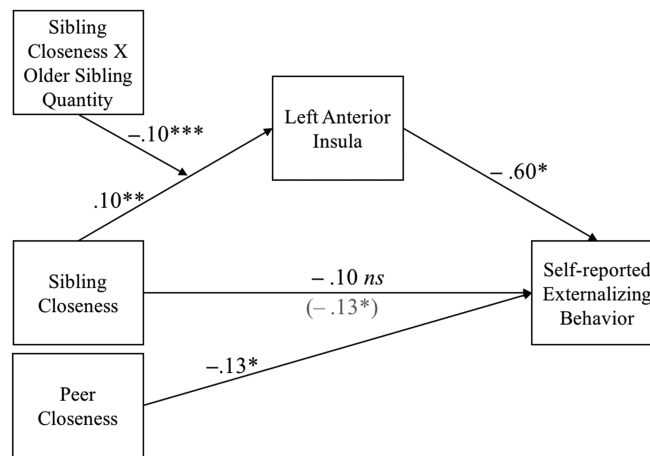 Sibling
Closeness X
Older Sibling
Quantity
–.10***
Left Anterior
Insula
.10**
– .60*
Sibling
Closeness
– .10 ns
(– .13*)
Self-reported
Externalizing
Behavior
–.13*
Peer
Closeness